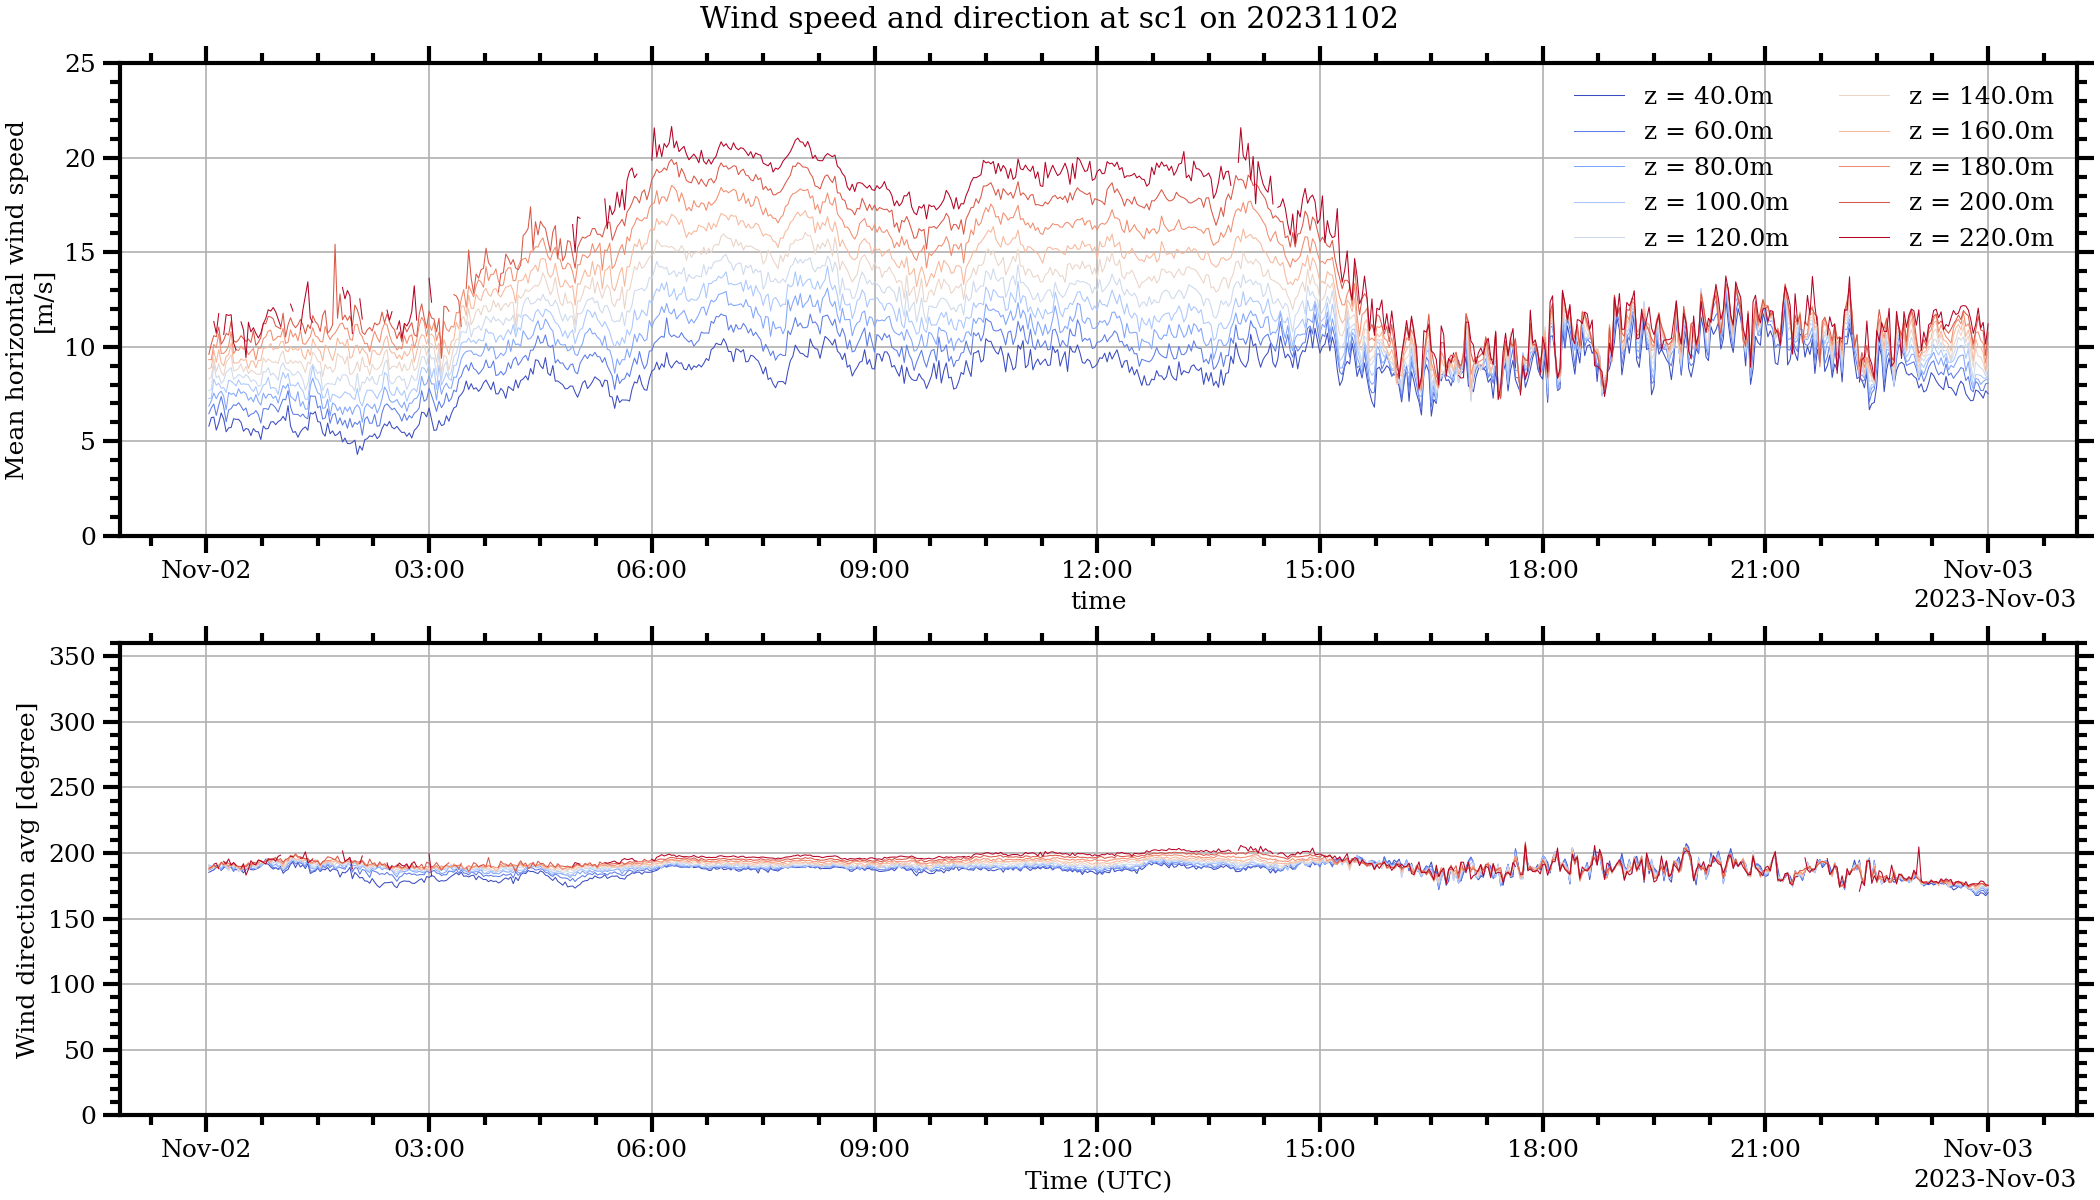 Wind speed and direction at sc1 on 20231102
Mean horizontal wind speed
[m/s]
25
20
15
10
5
0
z = 40.0m
z = 60.0m
z = 80.0m
z = 100.0m
z = 120.0m
z = 140.0m
z = 160.0m
z = 180.0m
z = 200.0m
z = 220.0m
Nov-02 03:00 06:00 09:00 12:00 15:00 18:00 21:00 Nov-03
time
2023-Nov-03
Wind direction avg [degree]
350
300
250
200
150
100
50
0
Nov-02 03:00 06:00 09:00 12:00 15:00 18:00 21:00 Nov-03
Time (UTC)
2023-Nov-03